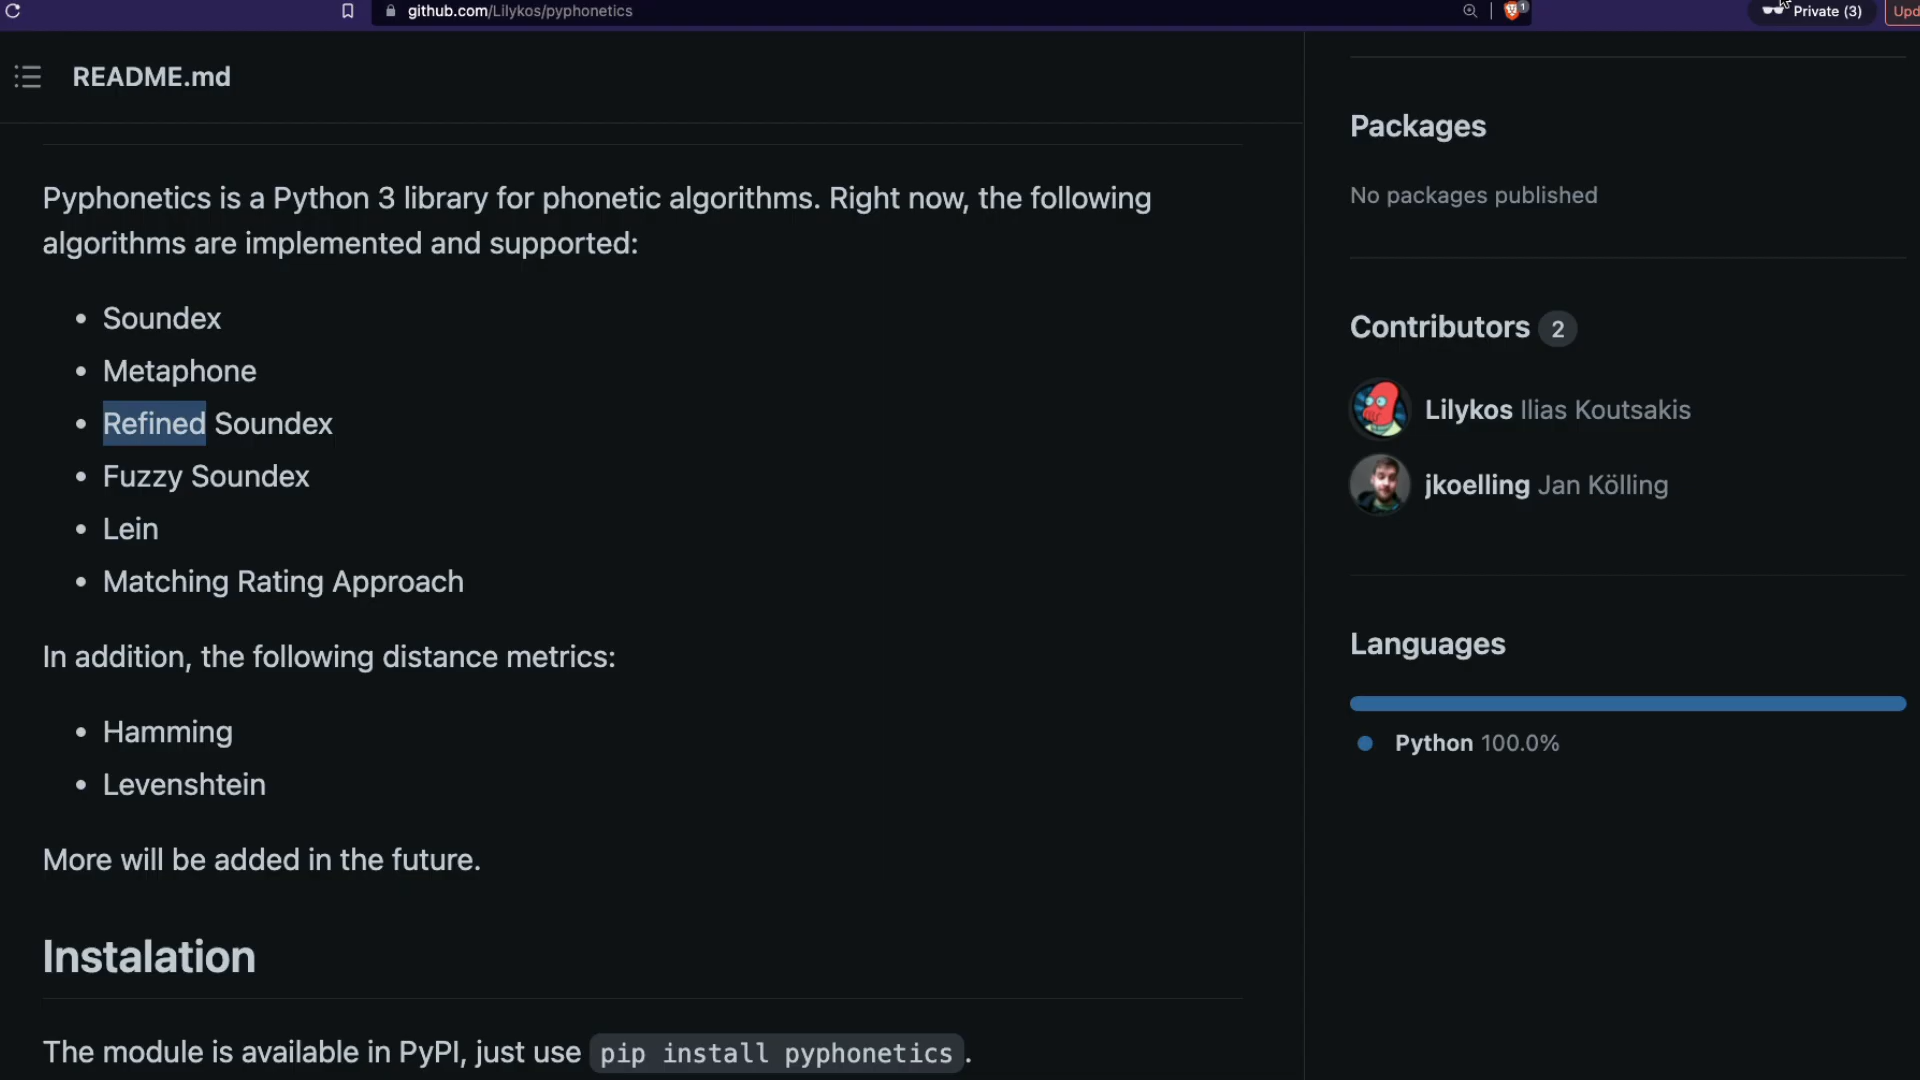 github.com/Lilykos/pyphonetics
1
Private (3)
Upd
README.md
Pyphonetics is a Python 3 library for phonetic algorithms. Right now, the following
algorithms are implemented and supported:
• Soundex
• Metaphone
• Refined Soundex
• Fuzzy Soundex
• Lein
• Matching Rating Approach
In addition, the following distance metrics:
• Hamming
• Levenshtein
More will be added in the future.
Instalation
The module is available in PyPI, just use pip install pyphonetics.
Packages
No packages published
Contributors 2
Lilykos Ilias Koutsakis
jkoelling Jan Kölling
Languages
Python 100.0%